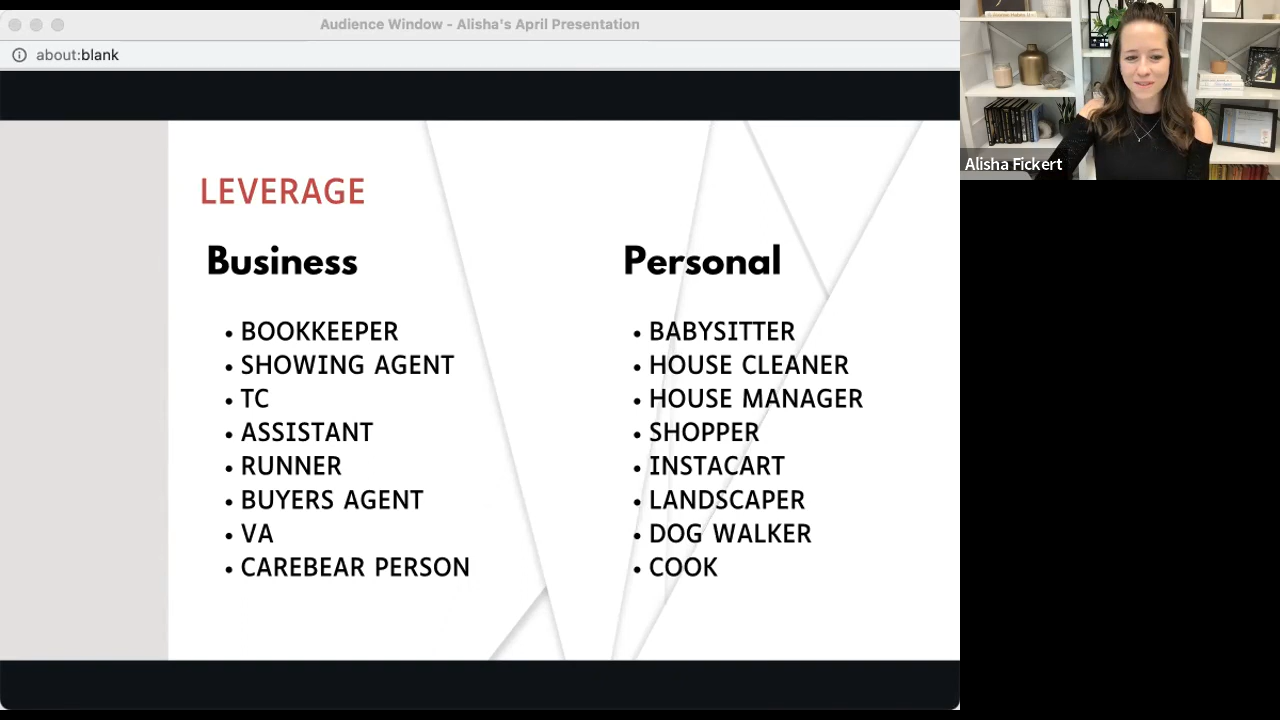 Audience Window - Alisha's April Presentation
about:blank
LEVERAGE
Business
• BOOKKEEPER
• SHOWING AGENT
• TC
• ASSISTANT
• RUNNER
• BUYERS AGENT
• VA
• CAREBEAR PERSON
Personal
• BABYSITTER
• HOUSE CLEANER
• HOUSE MANAGER
• SHOPPER
• INSTACART
• LANDSCAPER
• DOG WALKER
• COOK
Alisha Fickert